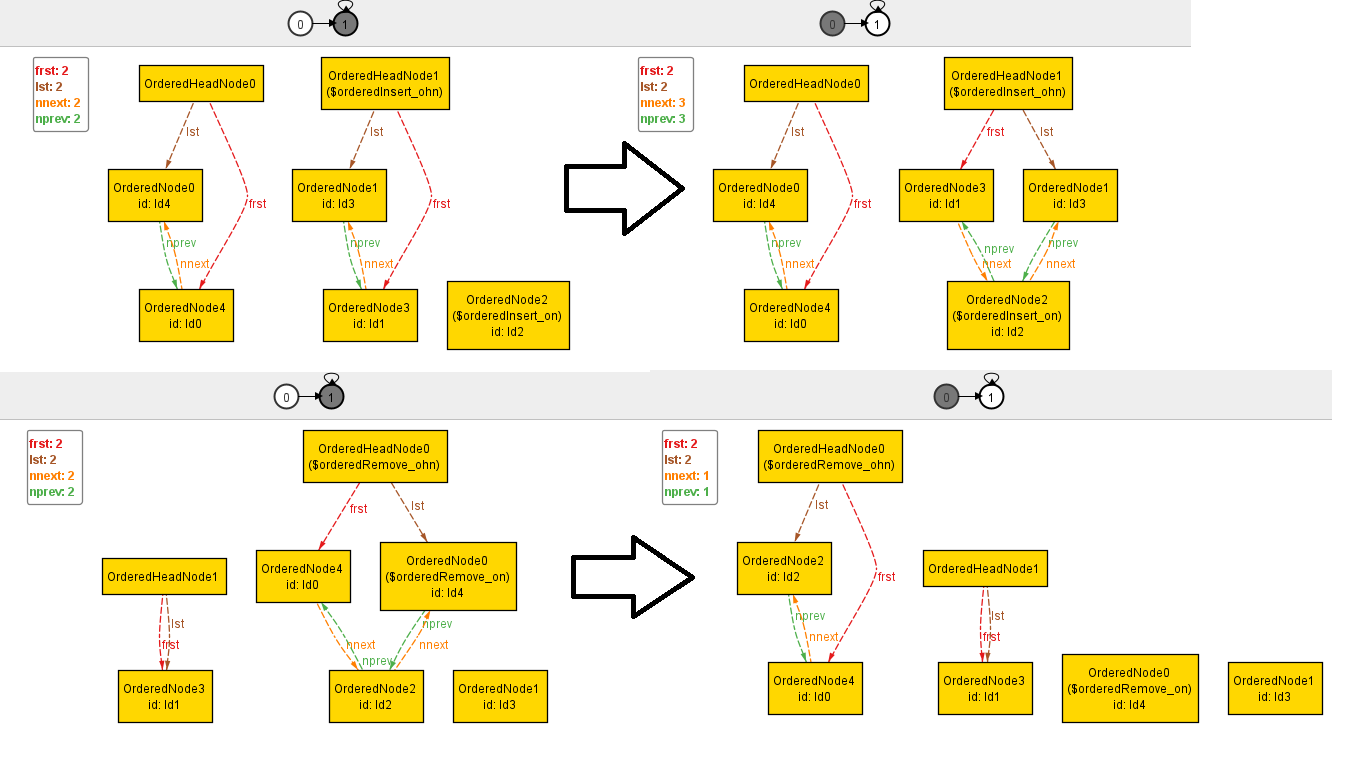 0 1
0 1
frst: 2
lst: 2
nnext: 2
nprev: 2
OrderedHeadNode0
OrderedHeadNode1
($orderedInsert_ohn)
lst
lst
OrderedNode0
id: Id4
OrderedNode1
id: Id3
frst
frst
nprev
nnext
nprev
nnext
OrderedNode4
id: Id0
OrderedNode3
id: Id1
OrderedNode2
($orderedInsert_on)
id: Id2
frst: 2
lst: 2
nnext: 3
nprev: 3
OrderedHeadNode0
OrderedHeadNode1
($orderedInsert_ohn)
lst
frst
lst
OrderedNode0
id: Id4
OrderedNode3
id: Id1
OrderedNode1
id: Id3
frst
nprev
nnext
nprev
nnext
nprev
nnext
OrderedNode4
id: Id0
OrderedNode2
($orderedInsert_on)
id: Id2
0 1
0 1
frst: 2
lst: 2
nnext: 2
nprev: 2
OrderedHeadNode0
($orderedRemove_ohn)
frst
lst
OrderedHeadNode1
OrderedNode4
id: Id0
OrderedNode0
($orderedRemove_on)
id: Id4
lst
frst
nnext
nprev
nprev
nnext
OrderedNode3
id: Id1
OrderedNode2
id: Id2
OrderedNode1
id: Id3
frst: 2
lst: 2
nnext: 1
nprev: 1
OrderedHeadNode0
($orderedRemove_ohn)
lst
OrderedNode2
id: Id2
frst
OrderedHeadNode1
nprev
nnext
lst
frst
OrderedNode4
id: Id0
OrderedNode3
id: Id1
OrderedNode0
($orderedRemove_on)
id: Id4
OrderedNode1
id: Id3